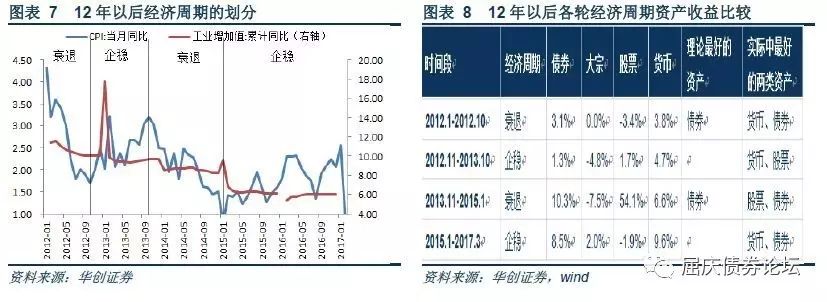 图表 7 12 年以后经济周期的划分
CPI:当月同比
工业增加值:累计同比（右轴）
衰退
企稳
衰退
企稳
4.50
4.00
3.50
3.00
2.50
2.00
1.50
1.00
20.00
18.00
16.00
14.00
12.00
10.00
8.00
6.00
4.00
2012-01
2012-05
2012-09
2013-01
2013-05
2013-09
2014-01
2014-05
2014-09
2015-01
2015-05
2015-09
2016-01
2016-05
2016-09
2017-01
资料来源：华创证券
图表 8 12 年以后各轮经济周期资产收益比较
时间段 经济周期 债券 大宗 股票 货币 理论最好的资产 实际中最好的两类资产
2012.1-2012.10 衰退 3.1% 0.0% -3.4% 3.8% 债券 货币、债券
2012.11-2013.10 企稳 1.3% -4.8% 1.7% 4.7% 货币、股票
2013.11-2015.1 衰退 10.3% -7.5% 54.1% 6.6% 债券 股票、债券
2015.1-2017.3 企稳 8.5% 2.0% -1.9% 9.6% 货币、债券
资料来源：华创证券，wind
屈庆债券论坛